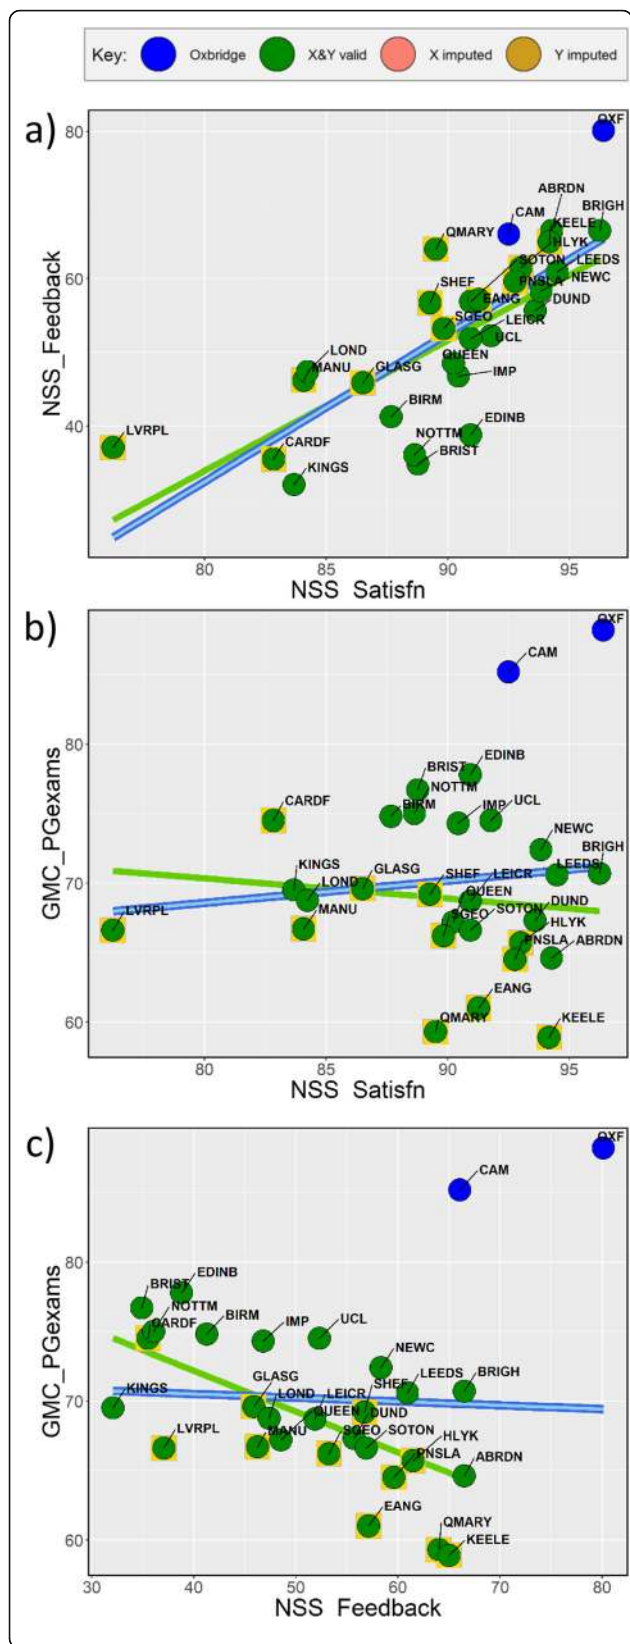 Key: Oxbridge X&Y valid X imputed Y imputed
a)
80
60
40
NSS_Feedback
OXF
ABRDN
KEELE
BRIGH
CAM
HLYK
QMARY
SOTON
LEEDS
PNSLA
NEWC
SHEF
EANG
DUND
SGEO
LEICR
UCL
LOND
QUEEN
MANU
GLASG
IMP
BIRM
LVRPL
EDINB
NOTTM
CARDF
BRIST
KINGS
80 85 90 95
NSS_Satisfn
b)
80
70
60
GMC_PGexams
OXF
CAM
EDINB
BRIST
NOTTM
CARDF
BIRM
IMP
UCL
NEWC
KINGS
GLASG
SHEF
LEICR
LEEDS
BRIGH
LOND
QUEEN
LVRPL
MANU
SGEO
SOTON
DUND
HLYK
PNSLA
ABRDN
EANG
QMARY
KEELE
80 85 90 95
NSS_Satisfn
c)
80
70
60
GMC_PGexams
OXF
CAM
EDINB
BRIST
NOTTM
CARDF
BIRM
IMP
UCL
NEWC
GLASG
SHEF
LEEDS
BRIGH
KINGS
LOND
LEICR
QUEEN
DUND
LVRPL
MANU
SGEO
SOTON
HLYK
PNSLA
ABRDN
EANG
QMARY
KEELE
30 40 50 60 70 80
NSS_Feedback